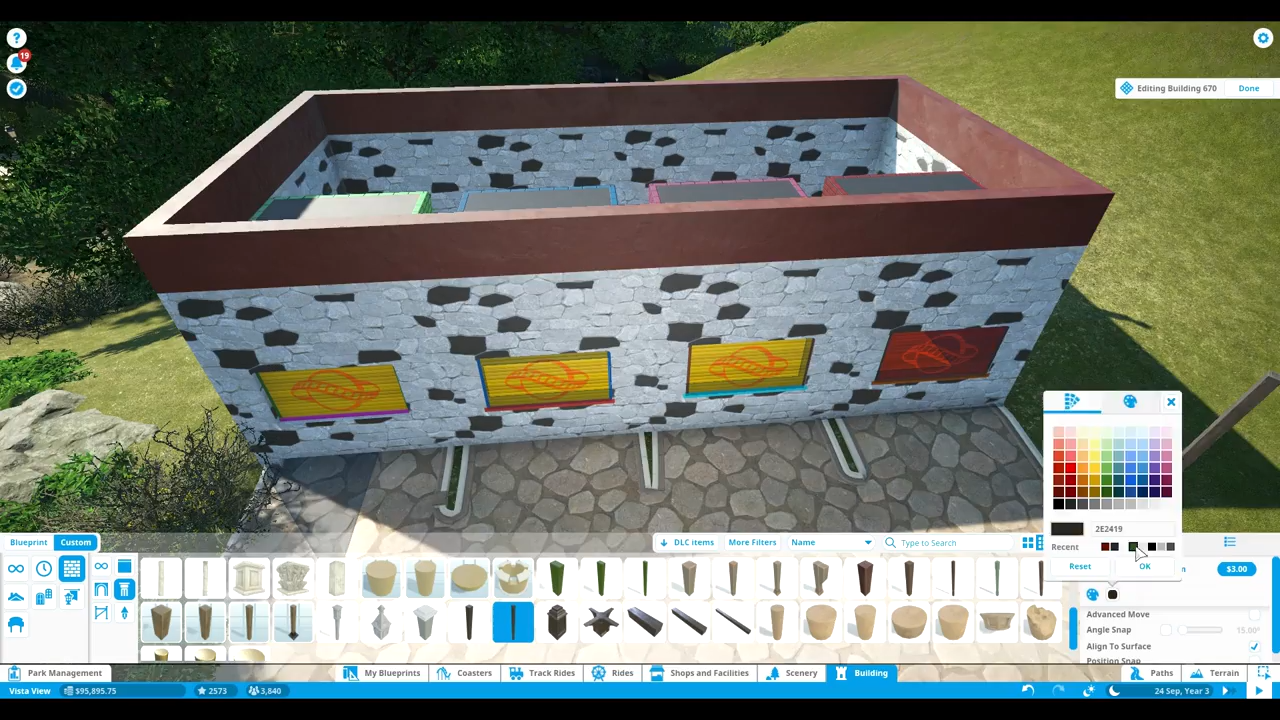 ?
19
Editing Building 670 Done
2E2419
Recent
Reset OK
$3.00
Blueprint Custom DLC items More Filters Name Type to Search
Advanced Move
Angle Snap 15.00°
Align To Surface
Position Snap
Park Management My Blueprints Coasters Track Rides Rides Shops and Facilities Scenery Building Paths Terrain
Vista View $95,895.75 2573 3,840 24 Sep, Year 3